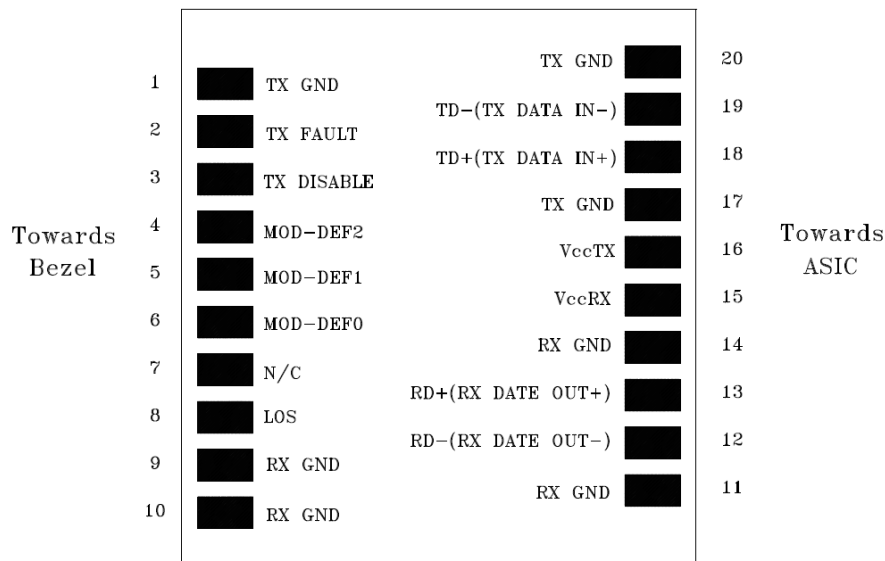 1 TX GND
2 TX FAULT
3 TX DISABLE
4 MOD-DEF2
5 MOD-DEF1
6 MOD-DEF0
7 N/C
8 LOS
9 RX GND
10 RX GND
Towards
Bezel
TX GND 20
TD-(TX DATA IN-) 19
TD+(TX DATA IN+) 18
TX GND 17
VccTX 16
VccRX 15
RX GND 14
RD+(RX DATE OUT+) 13
RD-(RX DATE OUT-) 12
RX GND 11
Towards
ASIC